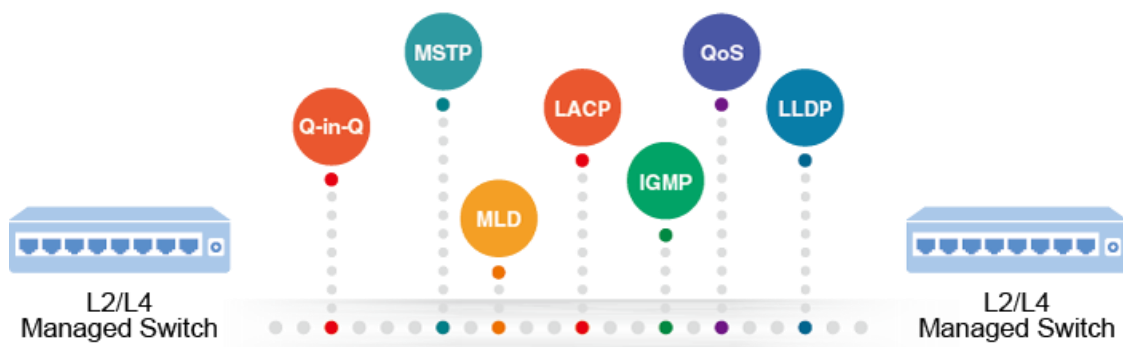 Q-in-Q
MSTP
MLD
LACP
IGMP
QoS
LLDP
L2/L4
Managed Switch
L2/L4
Managed Switch